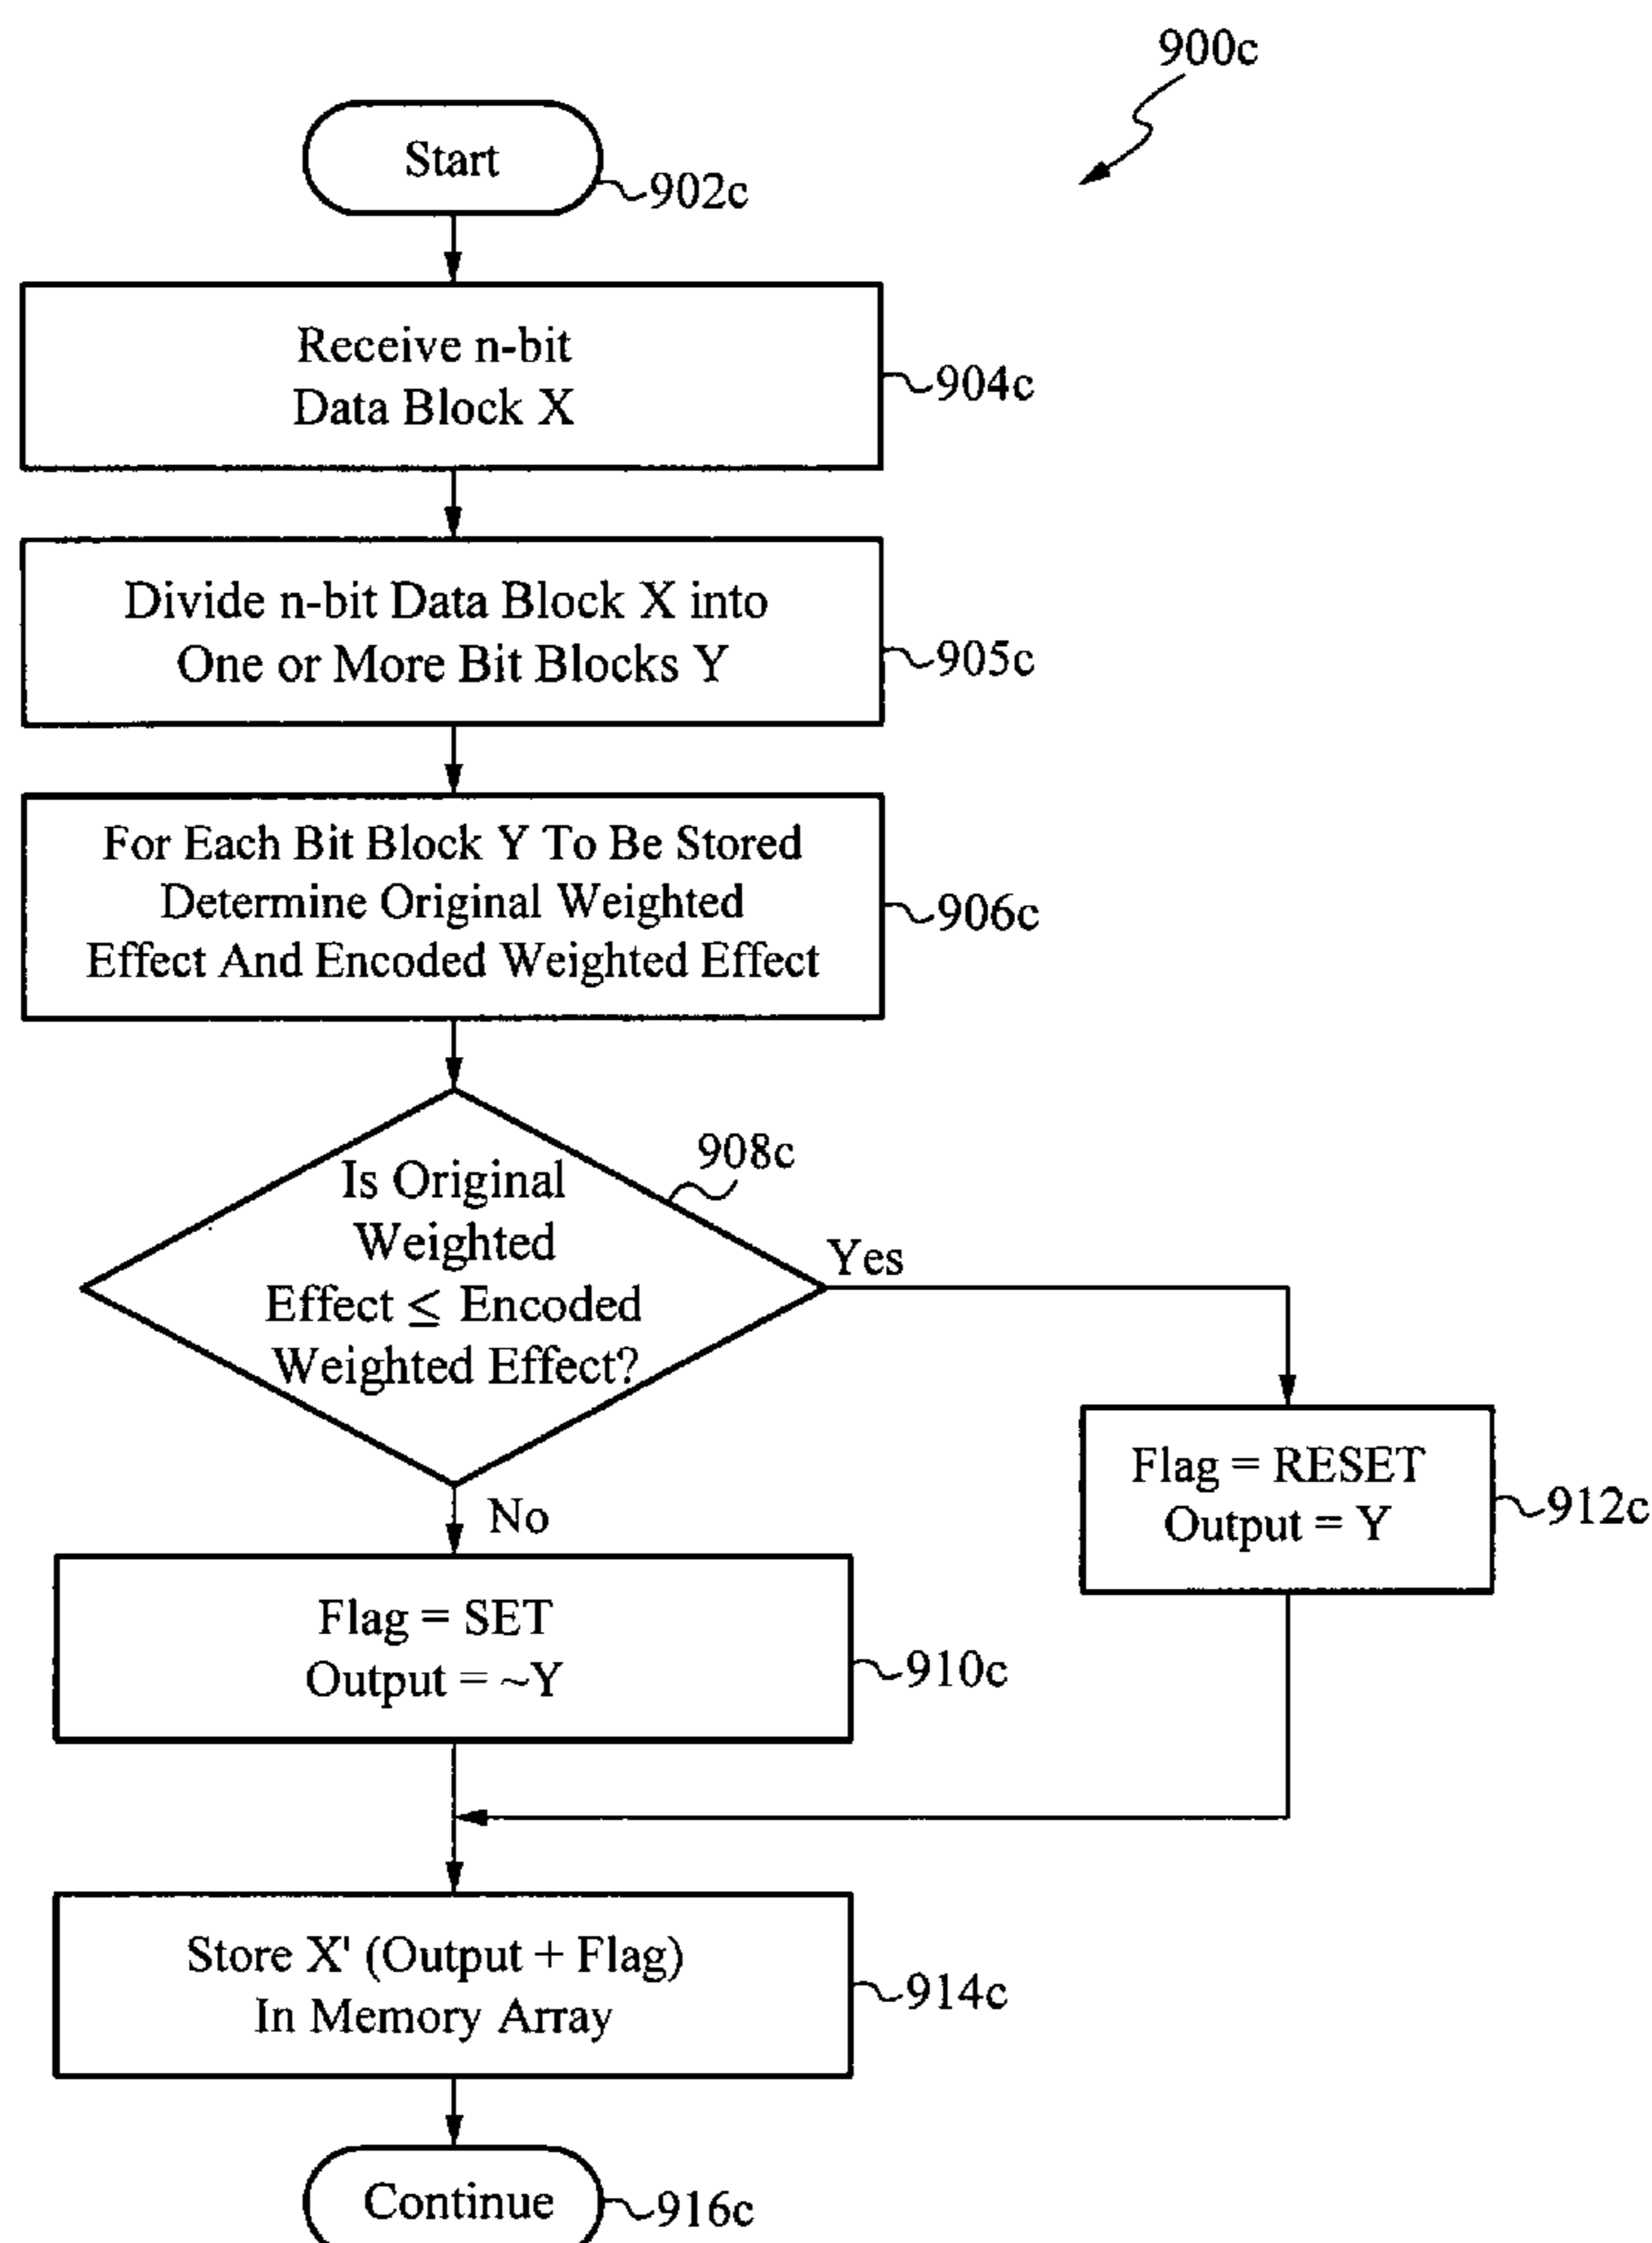 900c
Start
902c
Receive n-bit
Data Block X
904c
Divide n-bit Data Block X into
One or More Bit Blocks Y
905c
For Each Bit Block Y To Be Stored
Determine Original Weighted
Effect And Encoded Weighted Effect
906c
908c
Is Original
Weighted
Effect ≤ Encoded
Weighted Effect?
Yes
No
Flag = RESET
Output = Y
912c
Flag = SET
Output = ~Y
910c
Store X' (Output + Flag)
In Memory Array
914c
Continue
916c